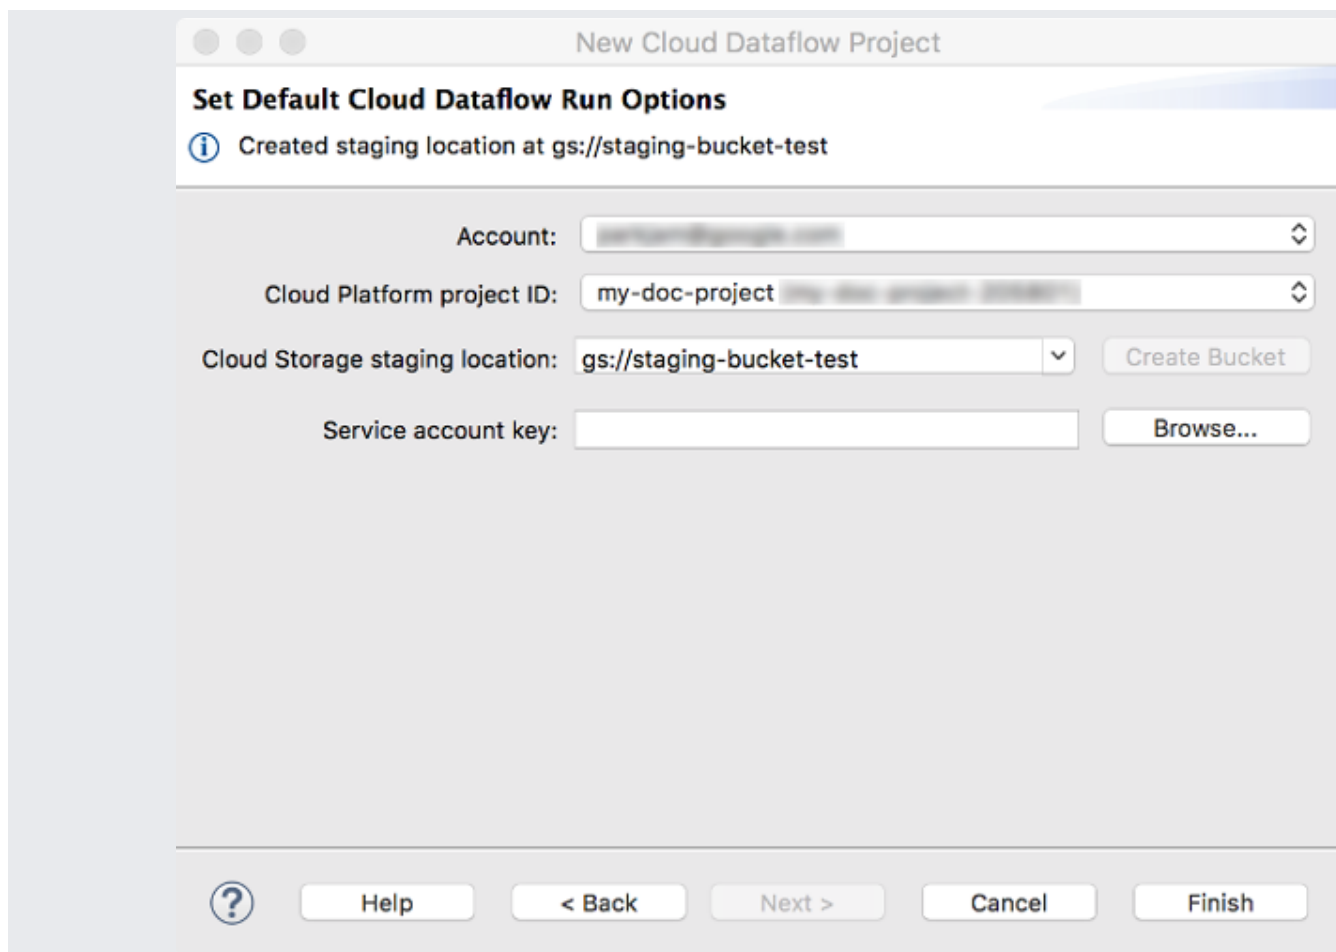 New Cloud Dataflow Project
Set Default Cloud Dataflow Run Options
Created staging location at gs://staging-bucket-test
Account:
Cloud Platform project ID: my-doc-project
Cloud Storage staging location: gs://staging-bucket-test Create Bucket
Service account key: Browse...
? Help < Back Next > Cancel Finish